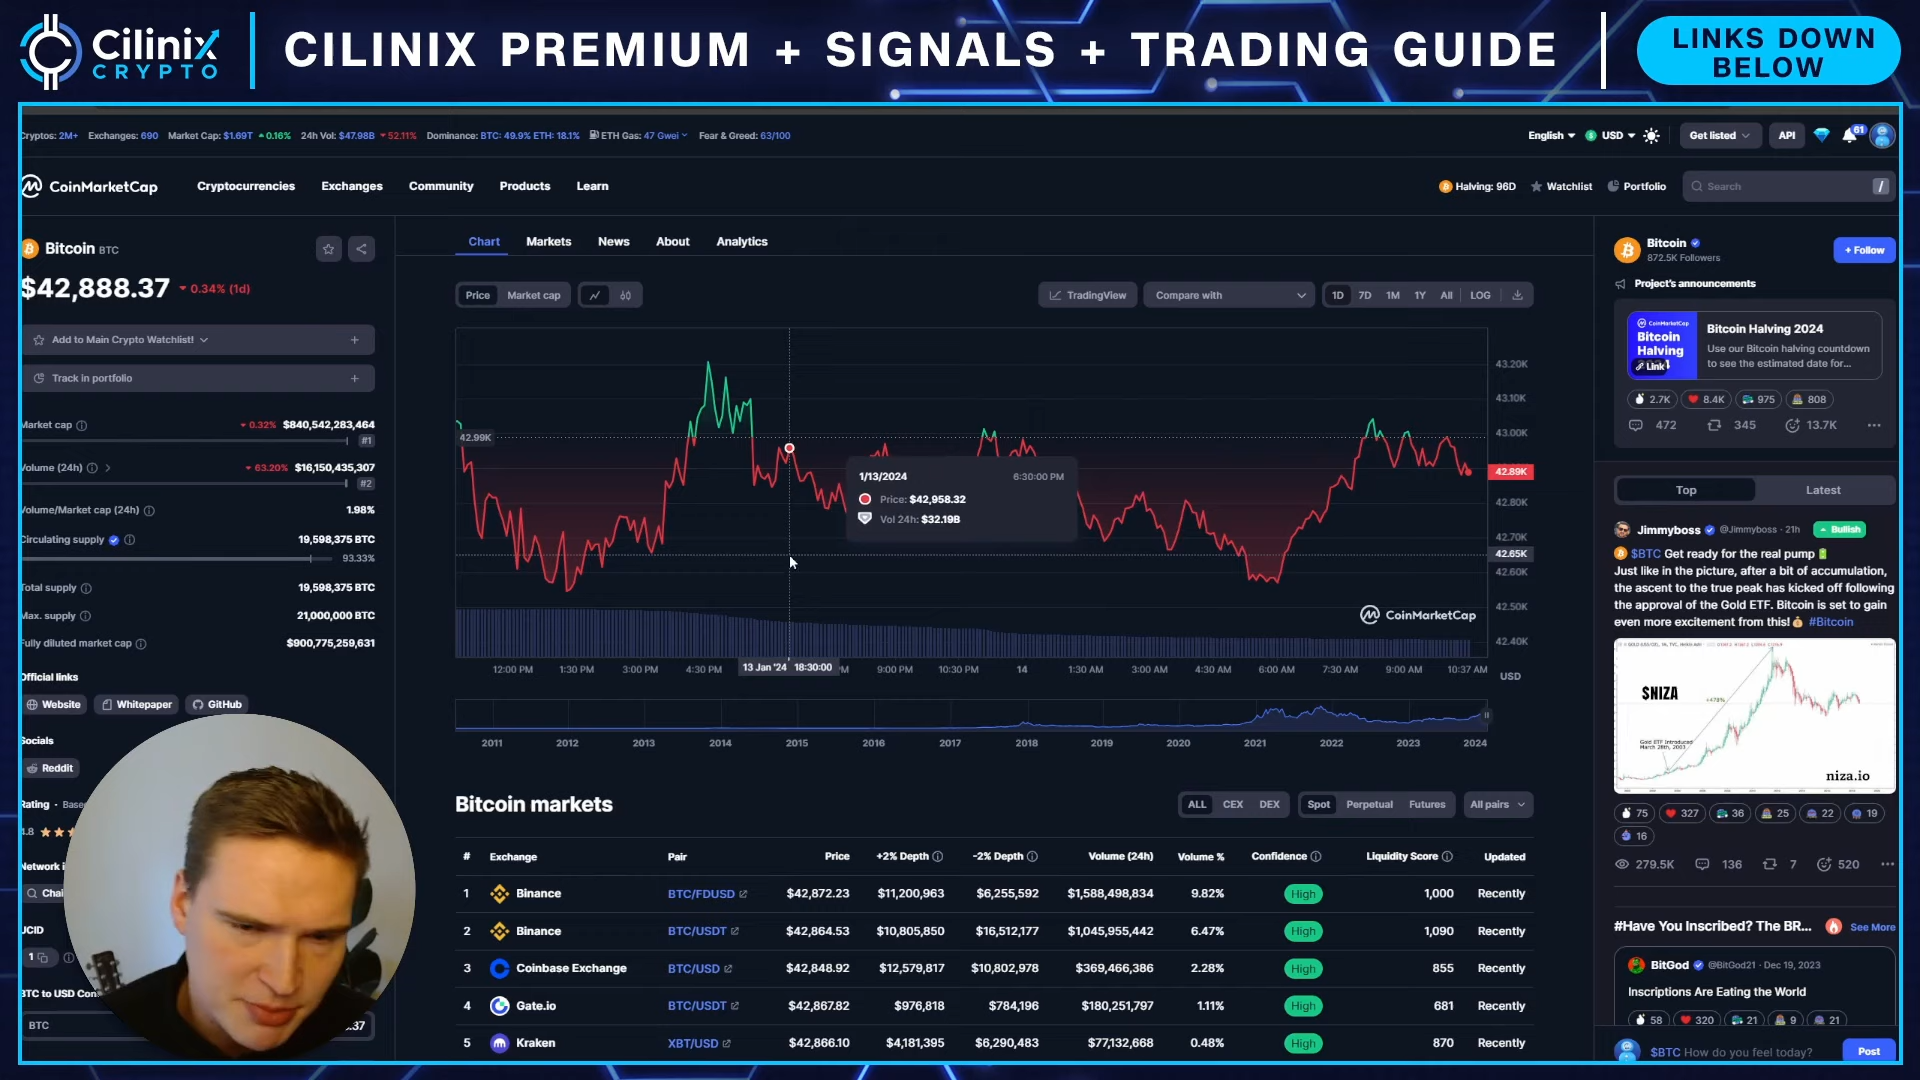 Cilinix
CRYPTO
CILINIX PREMIUM + SIGNALS + TRADING GUIDE
LINKS DOWN
BELOW
Cryptos: 2M+ Exchanges: 690 Market Cap: $1.69T 0.16% 24h Vol: $47.98B 52.11% Dominance: BTC: 49.9% ETH: 18.1% ETH Gas: 47 Gwei Fear & Greed: 63/100
English USD Get listed API 61
CoinMarketCap Cryptocurrencies Exchanges Community Products Learn
Halving: 96D Watchlist Portfolio Search /
Bitcoin BTC
$42,888.37 0.34% (1d)
Add to Main Crypto Watchlist! +
Track in portfolio +
Market cap 0.32% $840,542,283,464
#1
Volume (24h) 63.20% $16,150,435,307
#2
Volume/Market cap (24h) 1.98%
Circulating supply 19,598,375 BTC
93.33%
Total supply 19,598,375 BTC
Max. supply 21,000,000 BTC
Fully diluted market cap $900,775,259,631
Official links
Website Whitepaper GitHub
Socials
Reddit
Rating · Base
4.8
Network i
Chai
UCID
1
BTC to USD Con
BTC .37
Chart Markets News About Analytics
Price Market cap
TradingView Compare with 1D 7D 1M 1Y All LOG
43.20K
43.10K
43.00K
42.99K
42.89K
42.80K
42.70K
42.65K
42.60K
42.50K
42.40K
1/13/2024 6:30:00 PM
Price: $42,958.32
Vol 24h: $32.19B
CoinMarketCap
12:00 PM 1:30 PM 3:00 PM 4:30 PM 13 Jan '24 18:30:00 PM 9:00 PM 10:30 PM 14 1:30 AM 3:00 AM 4:30 AM 6:00 AM 7:30 AM 9:00 AM 10:37 AM
USD
2011 2012 2013 2014 2015 2016 2017 2018 2019 2020 2021 2022 2023 2024
Bitcoin markets
ALL CEX DEX Spot Perpetual Futures All pairs
# Exchange Pair Price +2% Depth -2% Depth Volume (24h) Volume % Confidence Liquidity Score Updated
1 Binance BTC/FDUSD $42,872.23 $11,200,963 $6,255,592 $1,588,498,834 9.82% High 1,000 Recently
2 Binance BTC/USDT $42,864.53 $10,805,850 $16,512,177 $1,045,955,442 6.47% High 1,090 Recently
3 Coinbase Exchange BTC/USD $42,848.92 $12,579,817 $10,802,978 $369,466,386 2.28% High 855 Recently
4 Gate.io BTC/USDT $42,867.82 $976,818 $784,196 $180,251,797 1.11% High 681 Recently
5 Kraken XBT/USD $42,866.10 $4,181,395 $6,290,483 $77,132,668 0.48% High 870 Recently
Bitcoin
872.5K Followers
+ Follow
Project's announcements
CoinMarketCap
Bitcoin
Halving
Link
Bitcoin Halving 2024
Use our Bitcoin halving countdown
to see the estimated date for...
2.7K 8.4K 975 808
472 345 13.7K ...
Top Latest
Jimmyboss @Jimmyboss · 21h Bullish
$BTC Get ready for the real pump
Just like in the picture, after a bit of accumulation,
the ascent to the true peak has kicked off following
the approval of the Gold ETF. Bitcoin is set to gain
even more excitement from this! #Bitcoin
$NIZA
Gold ETF Introduced
March 28th, 2003
niza.io
75 327 36 25 22 19
16
279.5K 136 7 520 ...
#Have You Inscribed? The BR... See More
BitGod @BitGod21 · Dec 19, 2023
Inscriptions Are Eating the World
58 320 21 9 21
$BTC How do you feel today? Post